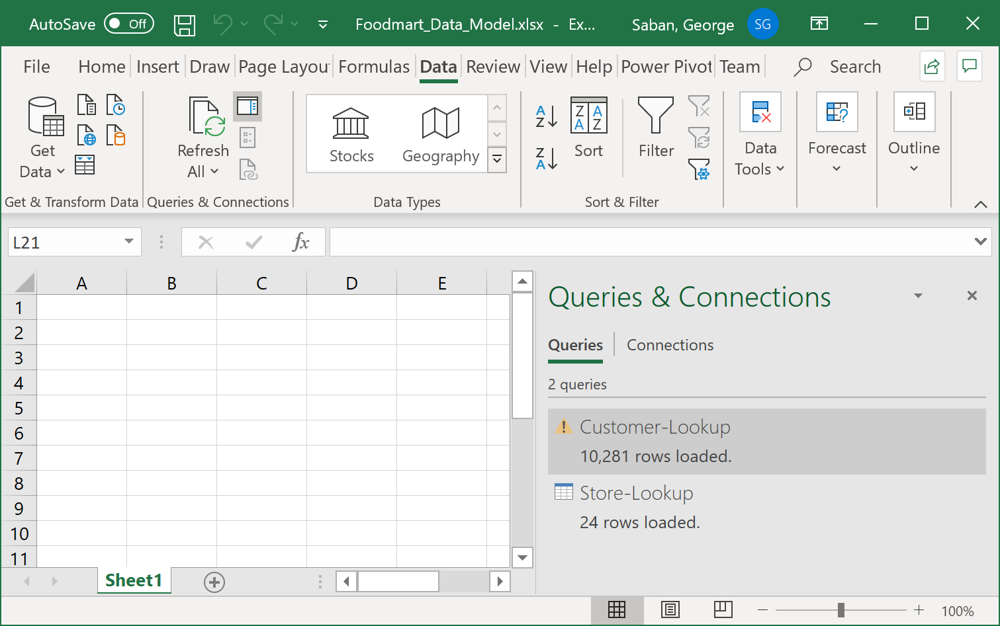 AutoSave Off Foodmart_Data_Model.xlsx - Ex... Saban, George SG
File Home Insert Draw Page Layou Formulas Data Review View Help Power Pivot Team Search
Get Data
Refresh All
Stocks Geography
A Z
Z A
Z A A Z
Sort
Filter
Data Tools
Forecast
Outline
Get & Transform Data Queries & Connections Data Types Sort & Filter
L21 fx
A B C D E
1
2
3
4
5
6
7
8
9
10
11
Queries & Connections
Queries Connections
2 queries
Customer-Lookup
10,281 rows loaded.
Store-Lookup
24 rows loaded.
Sheet1
100%